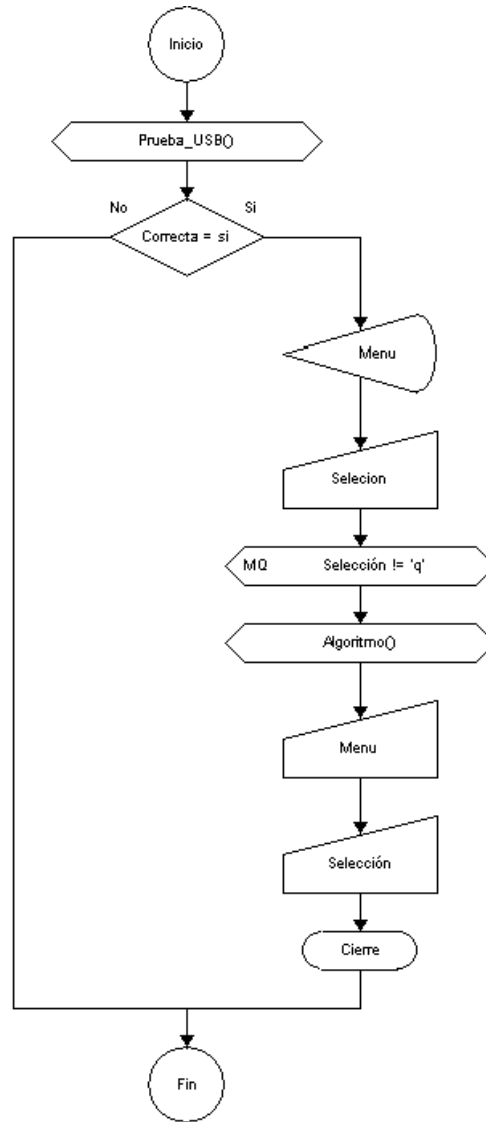 Inicio
Prueba_USB()
No
Si
Correcta = si
Menu
Selecion
MQ Selección != 'q'
Algoritmo()
Menu
Selección
Cierre
Fin